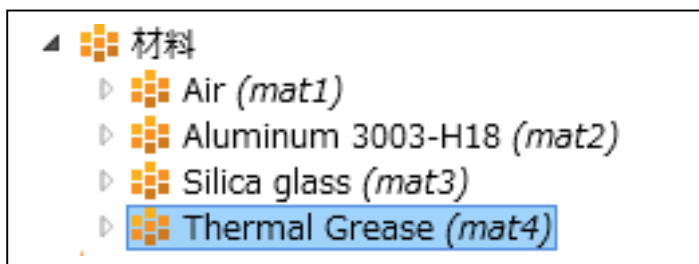 材料
Air (mat1)
Aluminum 3003-H18 (mat2)
Silica glass (mat3)
Thermal Grease (mat4)